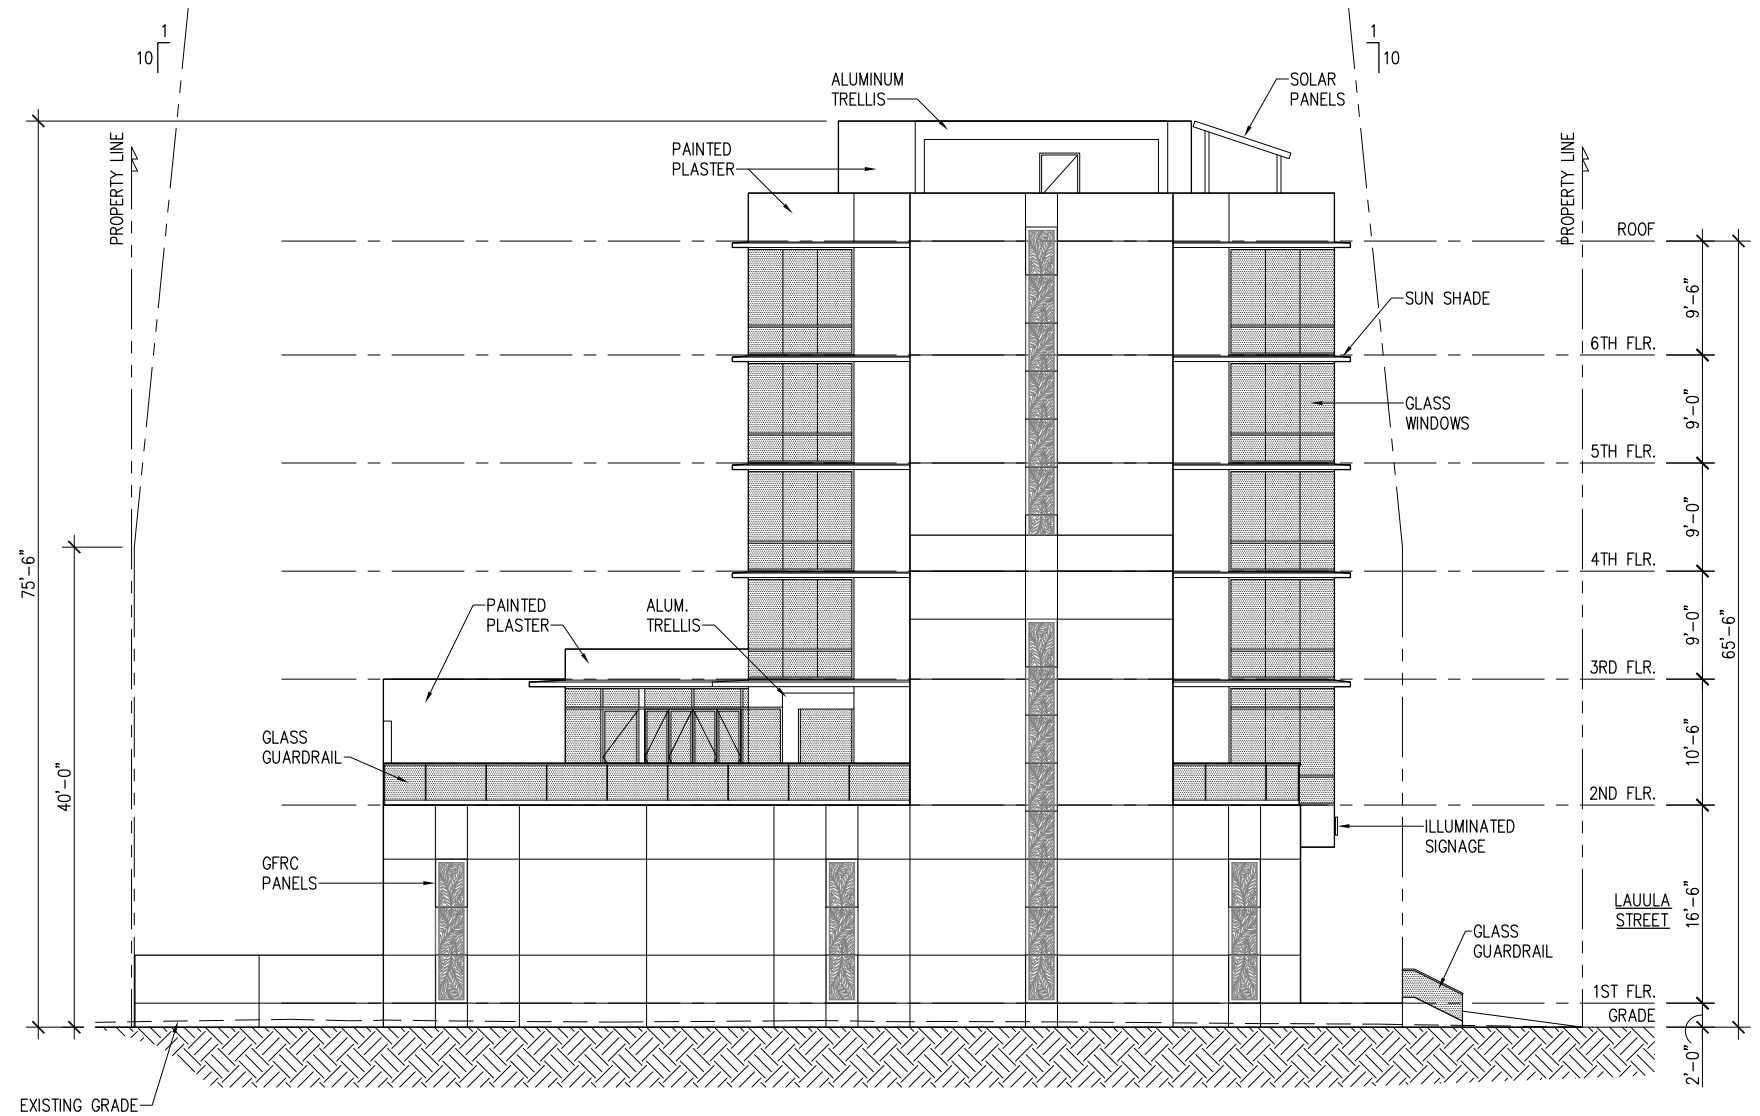 1
10
1
10
ALUMINUM
TRELLIS
SOLAR
PANELS
PROPERTY LINE
PAINTED
PLASTER
PROPERTY LINE
ROOF
9'-6"
SUN SHADE
6TH FLR.
9'-0"
GLASS
WINDOWS
5TH FLR.
9'-0"
4TH FLR.
75'-6"
PAINTED
PLASTER
ALUM.
TRELLIS
9'-0"
65'-6"
3RD FLR.
GLASS
GUARDRAIL
10'-6"
40'-0"
2ND FLR.
ILLUMINATED
SIGNAGE
GFRC
PANELS
LAUULA
STREET
16'-6"
GLASS
GUARDRAIL
1ST FLR.
GRADE
2'-0"
EXISTING GRADE